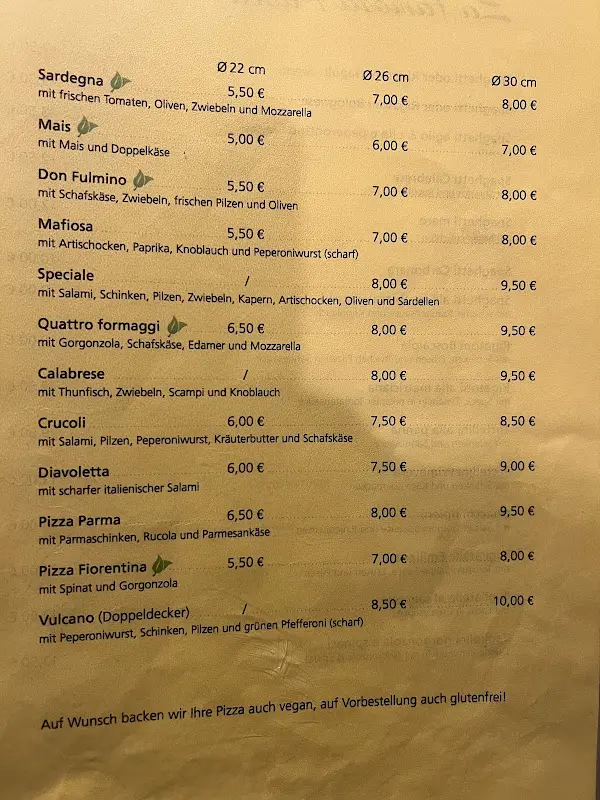 Ø 22 cm Ø 26 cm Ø 30 cm
Sardegna 5,50 € 7,00 € 8,00 €
mit frischen Tomaten, Oliven, Zwiebeln und Mozzarella
Mais 5,00 € 6,00 € 7,00 €
mit Mais und Doppelkäse
Don Fulmino 5,50 € 7,00 € 8,00 €
mit Schafskäse, Zwiebeln, frischen Pilzen und Oliven
Mafiosa 5,50 € 7,00 € 8,00 €
mit Artischocken, Paprika, Knoblauch und Peperoniwurst (scharf)
Speciale / 8,00 € 9,50 €
mit Salami, Schinken, Pilzen, Zwiebeln, Kapern, Artischocken, Oliven und Sardellen
Quattro formaggi 6,50 € 8,00 € 9,50 €
mit Gorgonzola, Schafskäse, Edamer und Mozzarella
Calabrese / 8,00 € 9,50 €
mit Thunfisch, Zwiebeln, Scampi und Knoblauch
Crucoli 6,00 € 7,50 € 8,50 €
mit Salami, Pilzen, Peperoniwurst, Kräuterbutter und Schafskäse
Diavoletta 6,00 € 7,50 € 9,00 €
mit scharfer italienischer Salami
Pizza Parma 6,50 € 8,00 € 9,50 €
mit Parmaschinken, Rucola und Parmesankäse
Pizza Fiorentina 5,50 € 7,00 € 8,00 €
mit Spinat und Gorgonzola
Vulcano (Doppeldecker) / 8,50 € 10,00 €
mit Peperoniwurst, Schinken, Pilzen und grünen Pfefferoni (scharf)
Auf Wunsch backen wir Ihre Pizza auch vegan, auf Vorbestellung auch glutenfrei!